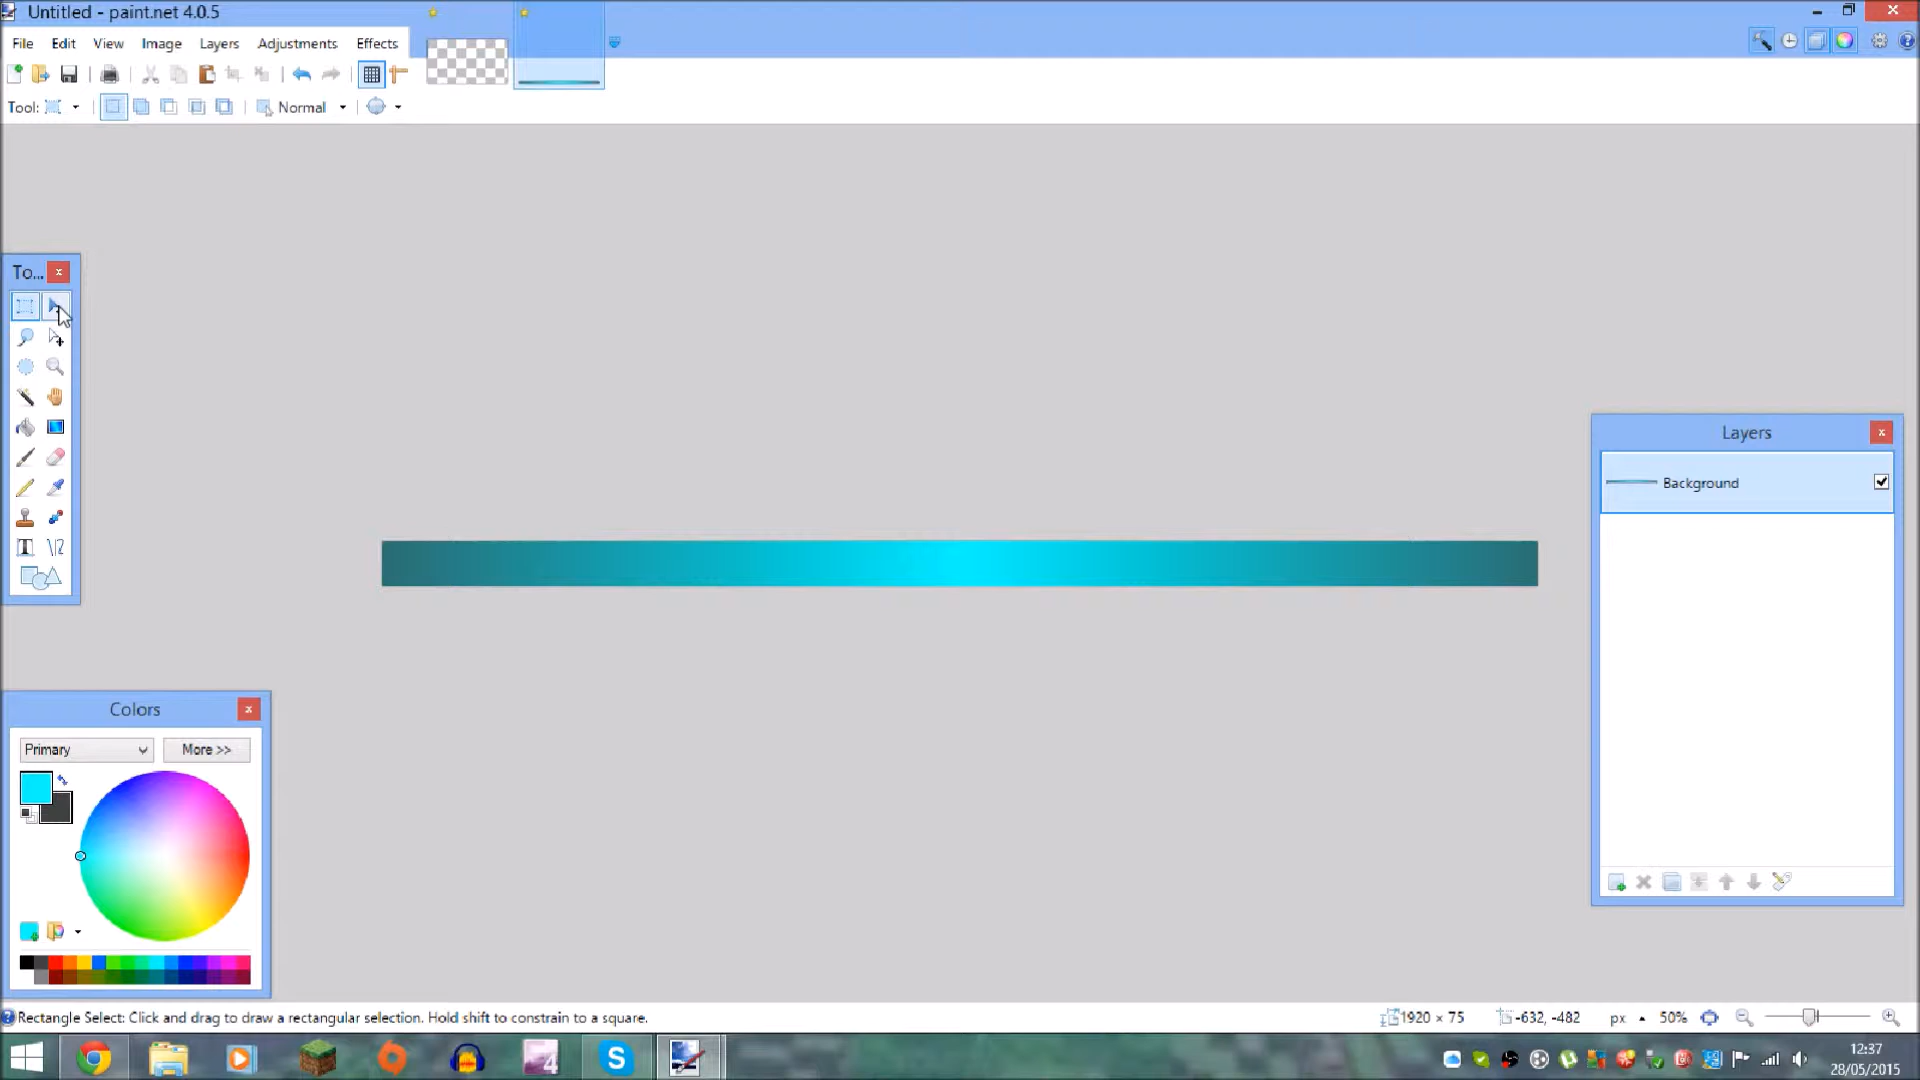 Untitled - paint.net 4.0.5
File Edit View Image Layers Adjustments Effects
Tool: Normal
To...
Layers
Background
Colors
Primary More >>
Rectangle Select: Click and drag to draw a rectangular selection. Hold shift to constrain to a square.
1920 × 75 -632, -482 px 50%
12:37
28/05/2015